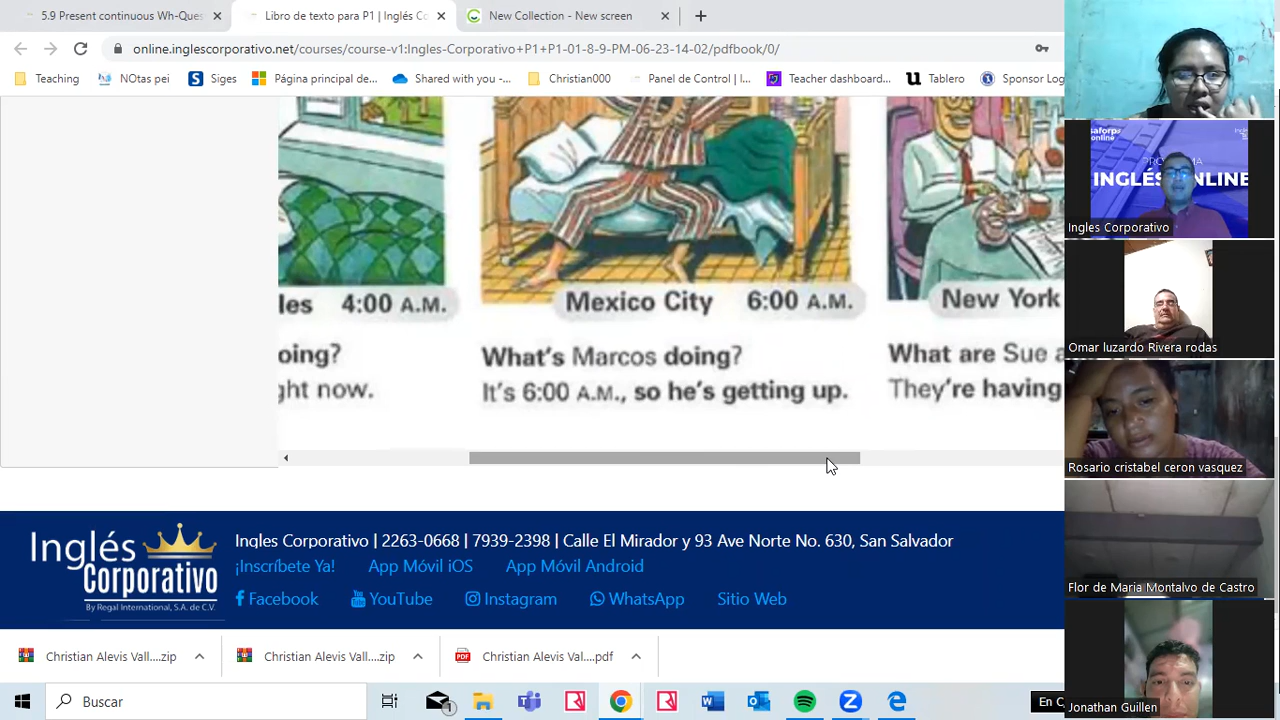 5.9 Present continuous Wh-Ques
Libro de texto para P1 | Inglés Co
New Collection - New screen
online.inglescorporativo.net/courses/course-v1:Ingles-Corporativo+P1+P1-01-8-9-PM-06-23-14-02/pdfbook/0/
Teaching
NOtas pei
Siges
Página principal de...
Shared with you -...
Christian000
Panel de Control | I...
Teacher dashboard...
Tablero
Sponsor Log
les 4:00 A.M.
Mexico City 6:00 A.M.
New York
oing?
What's Marcos doing?
What are Sue a
ght now.
It's 6:00 A.M., so he's getting up.
They're having
Inglés
Corporativo
By Regal International, S.A. de C.V.
Ingles Corporativo | 2263-0668 | 7939-2398 | Calle El Mirador y 93 Ave Norte No. 630, San Salvador
¡Inscríbete Ya!
App Móvil iOS
App Móvil Android
Facebook
YouTube
Instagram
WhatsApp
Sitio Web
Christian Alevis Vall....zip
Christian Alevis Vall....zip
Christian Alevis Val....pdf
Buscar
1
En C
saforp
online
PROGRAMA
INGLÉS ONLINE
Ingles Corporativo
Omar luzardo Rivera rodas
Rosario cristabel ceron vasquez
Flor de Maria Montalvo de Castro
Jonathan Guillen